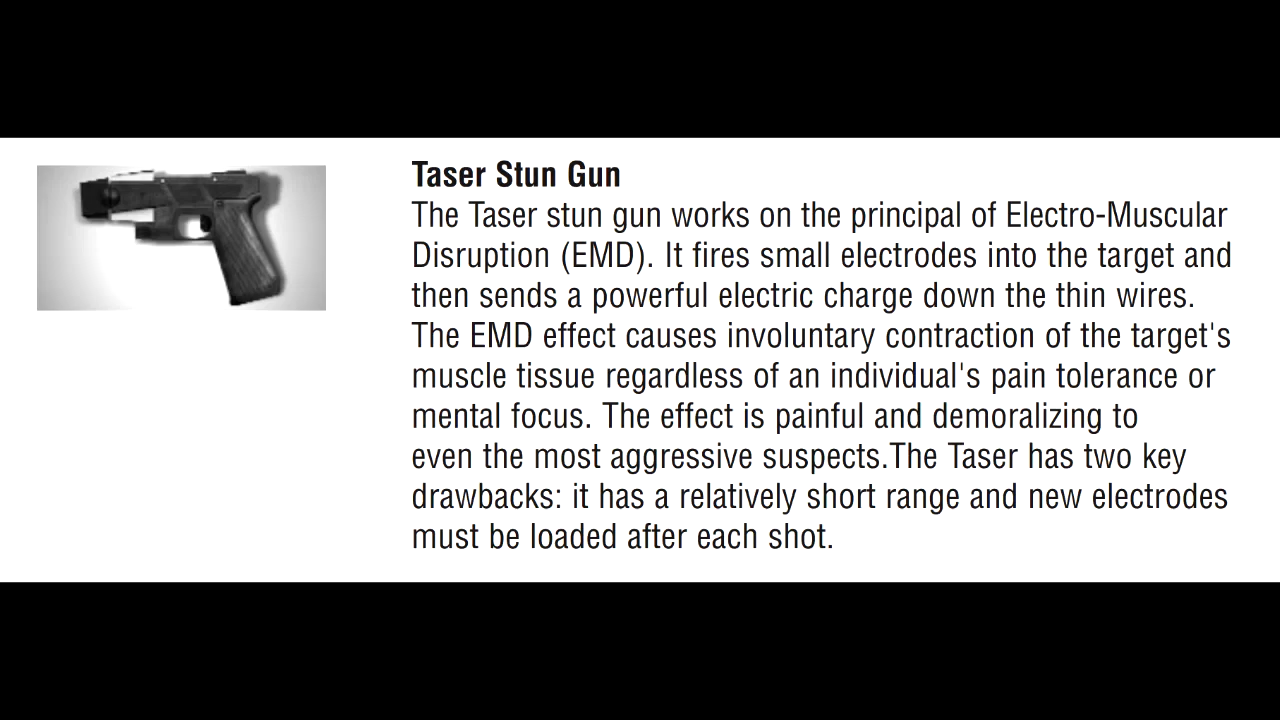 Taser Stun Gun
The Taser stun gun works on the principal of Electro-Muscular
Disruption (EMD). It fires small electrodes into the target and
then sends a powerful electric charge down the thin wires.
The EMD effect causes involuntary contraction of the target's
muscle tissue regardless of an individual's pain tolerance or
mental focus. The effect is painful and demoralizing to
even the most aggressive suspects.The Taser has two key
drawbacks: it has a relatively short range and new electrodes
must be loaded after each shot.